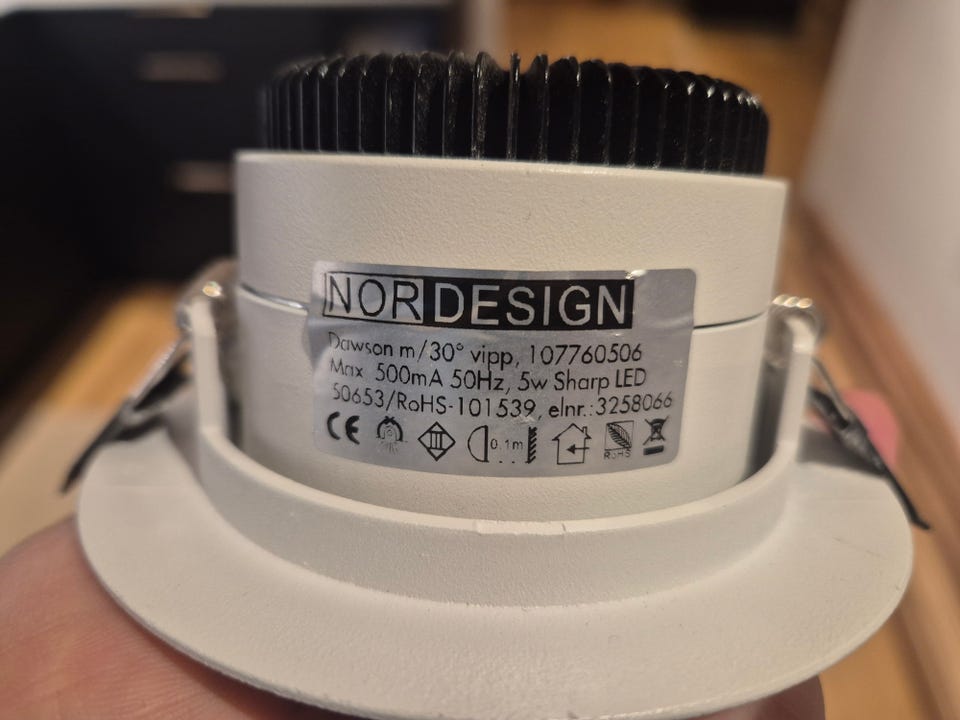 NORDESIGN
Dawson m/30° vipp, 107760506
Max 500mA 50Hz, 5w Sharp LED
50653/RoHS-101539, elnr.:3258066
CE III 0.1m RoHS